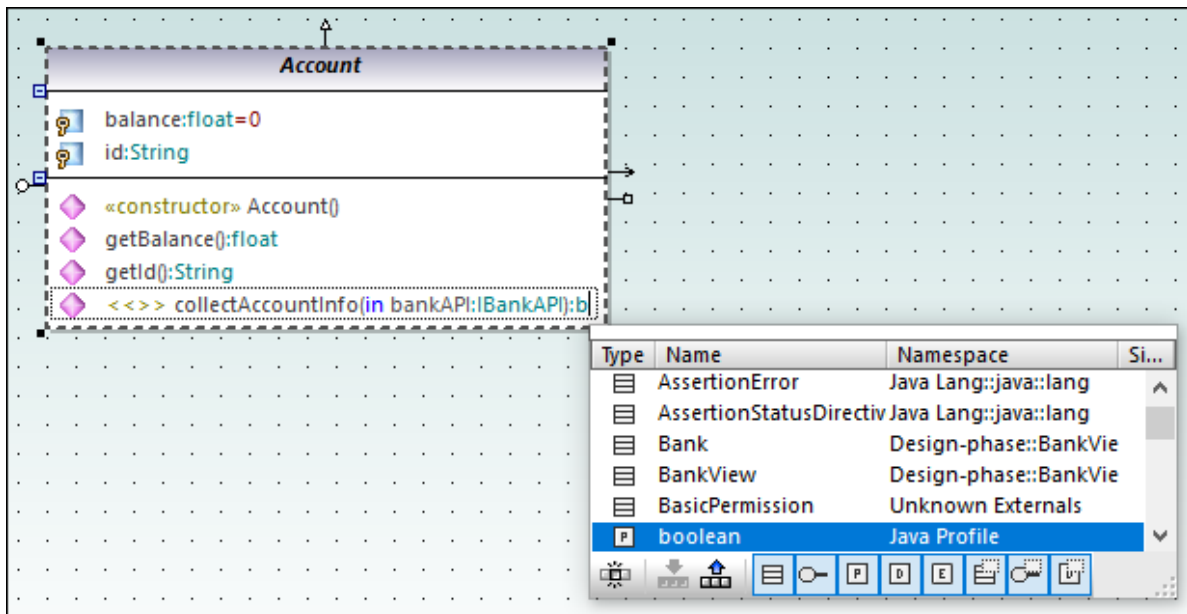 Account
balance:float=0
id:String
«constructor» Account()
getBalance():float
getId():String
<<>> collectAccountInfo(in bankAPI:IBankAPI):b
Type Name Namespace Si...
AssertionError Java Lang::java::lang
AssertionStatusDirectiv Java Lang::java::lang
Bank Design-phase::BankVie
BankView Design-phase::BankVie
BasicPermission Unknown Externals
P boolean Java Profile
P D E